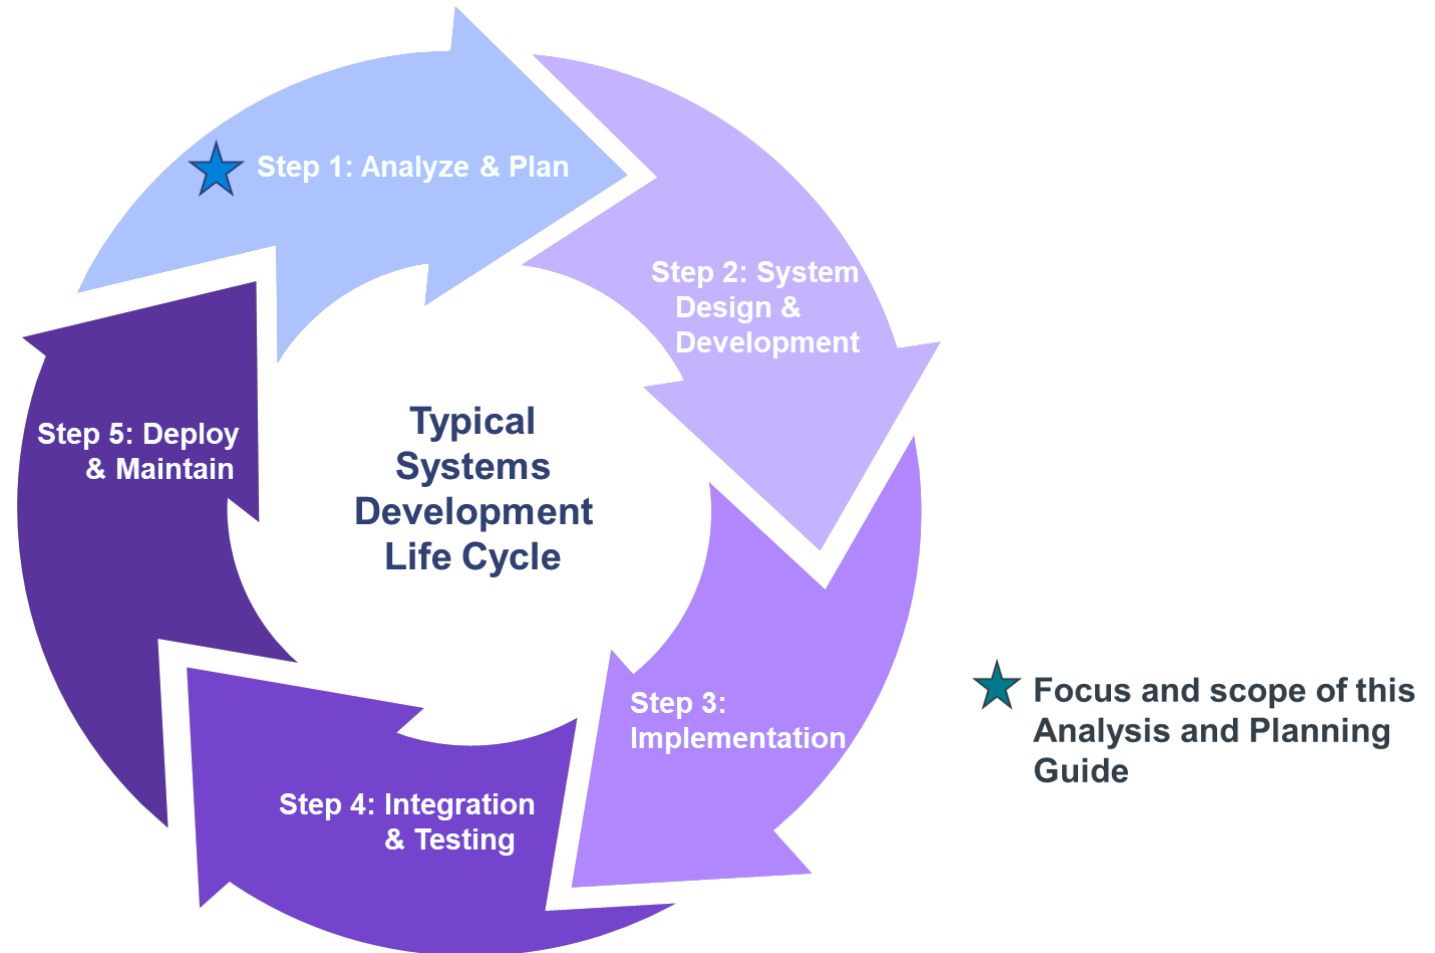 Step 1: Analyze & Plan
Step 2: System
Design &
Development
Step 3:
Implementation
Step 4: Integration
& Testing
Step 5: Deploy
& Maintain
Typical
Systems
Development
Life Cycle
Focus and scope of this
Analysis and Planning
Guide